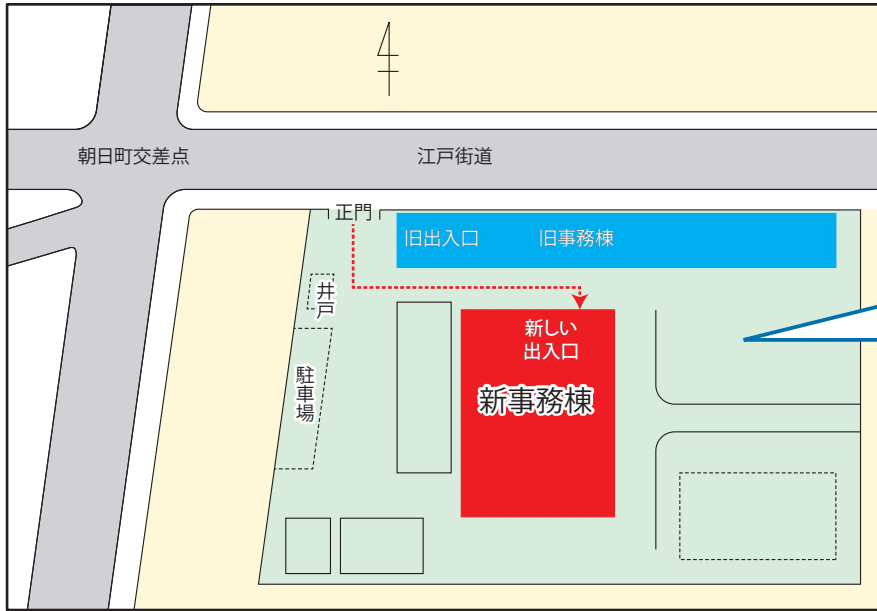 朝日町交差点
江戸街道
正門
旧出入口
旧事務棟
井戸
新しい
出入口
駐車場
新事務棟